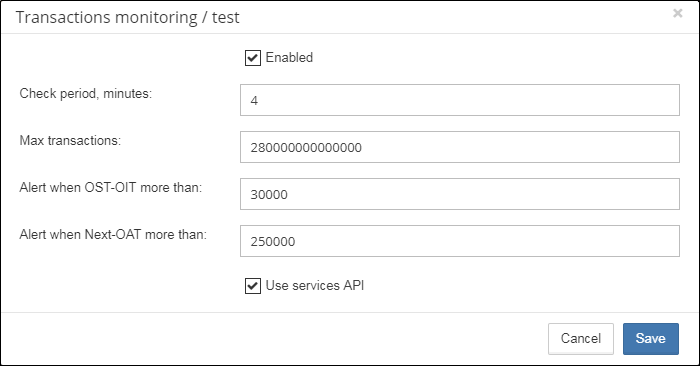 Transactions monitoring / test
×
Enabled
Check period, minutes:
4
Max transactions:
280000000000000
Alert when OST-OIT more than:
30000
Alert when Next-OAT more than:
250000
Use services API
Cancel Save